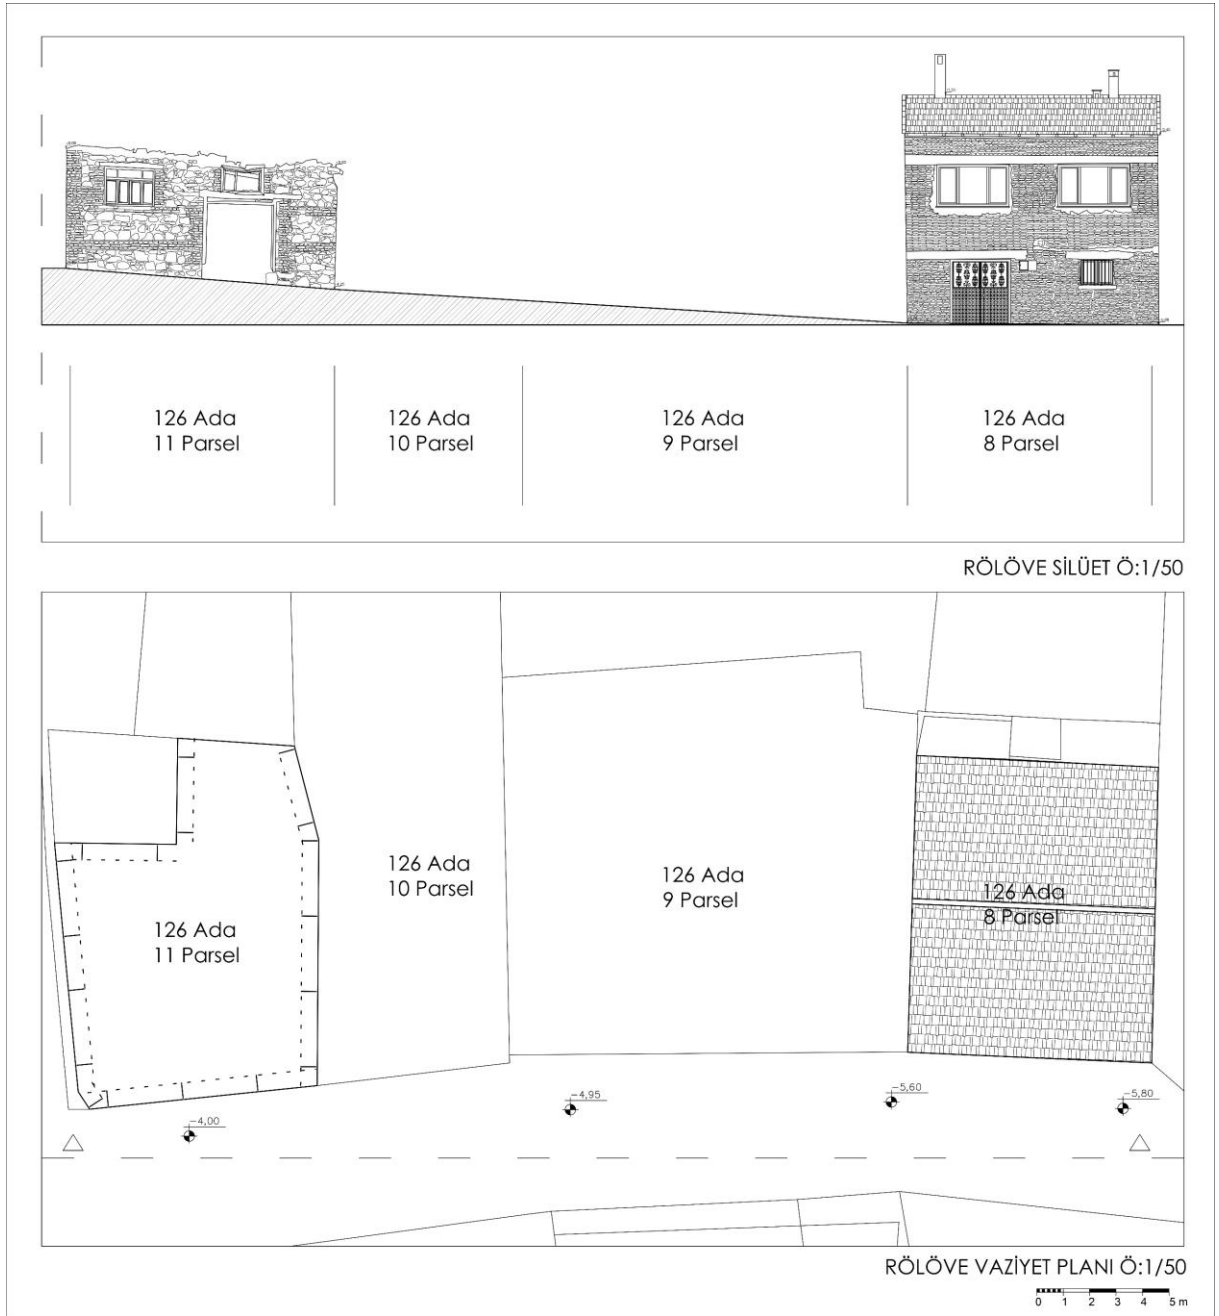 126 Ada
11 Parsel
126 Ada
10 Parsel
126 Ada
9 Parsel
126 Ada
8 Parsel
RÖLÖVE SİLÜET Ö:1/50
126 Ada
10 Parsel
126 Ada
9 Parsel
126 Ada
8 Parsel
126 Ada
11 Parsel
-4,00
-4,95
-5,60
-5,80
RÖLÖVE VAZİYET PLANI Ö:1/50
0 1 2 3 4 5 m